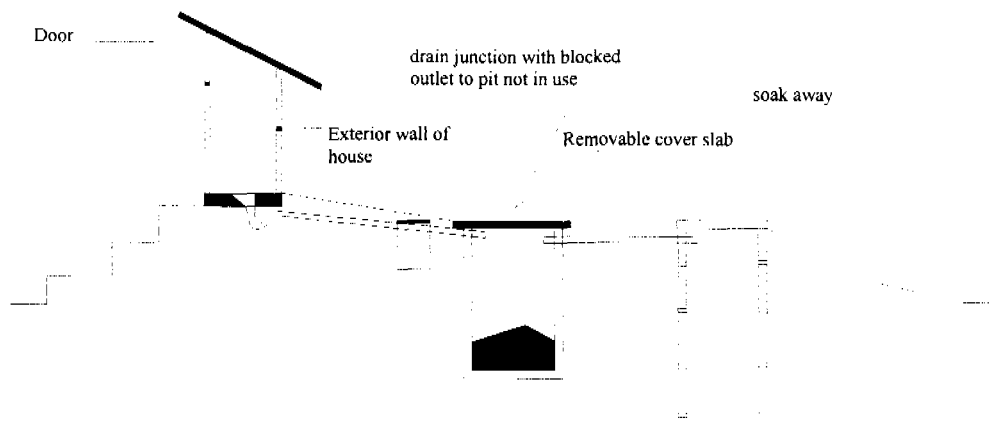 Door
drain junction with blocked
outlet to pit not in use
soak away
Exterior wall of
house
Removable cover slab